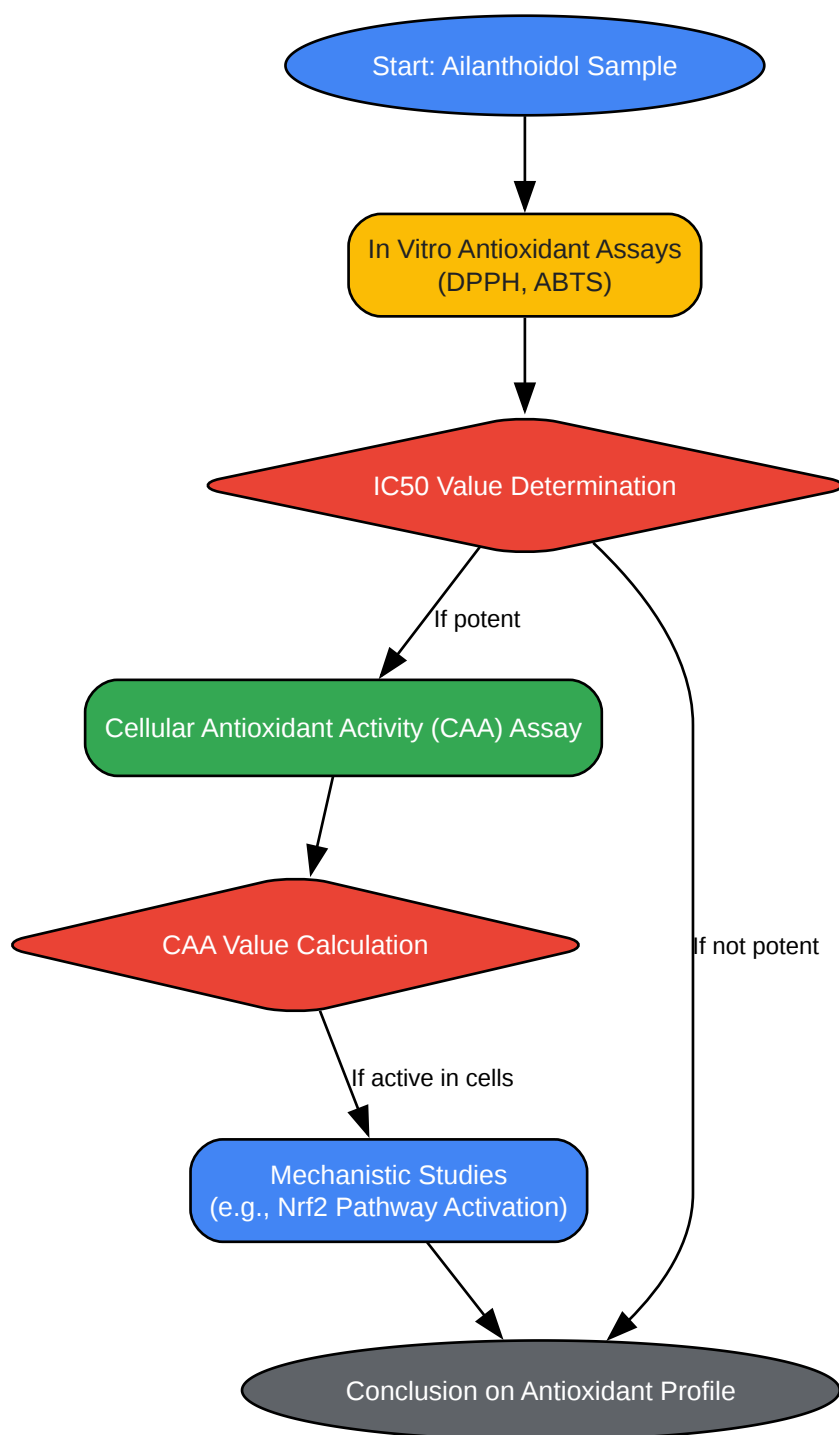 Start: Ailanthoidol Sample
In Vitro Antioxidant Assays
(DPPH, ABTS)
IC50 Value Determination
If potent
Cellular Antioxidant Activity (CAA) Assay
CAA Value Calculation
If not potent
If active in cells
Mechanistic Studies
(e.g., Nrf2 Pathway Activation)
Conclusion on Antioxidant Profile